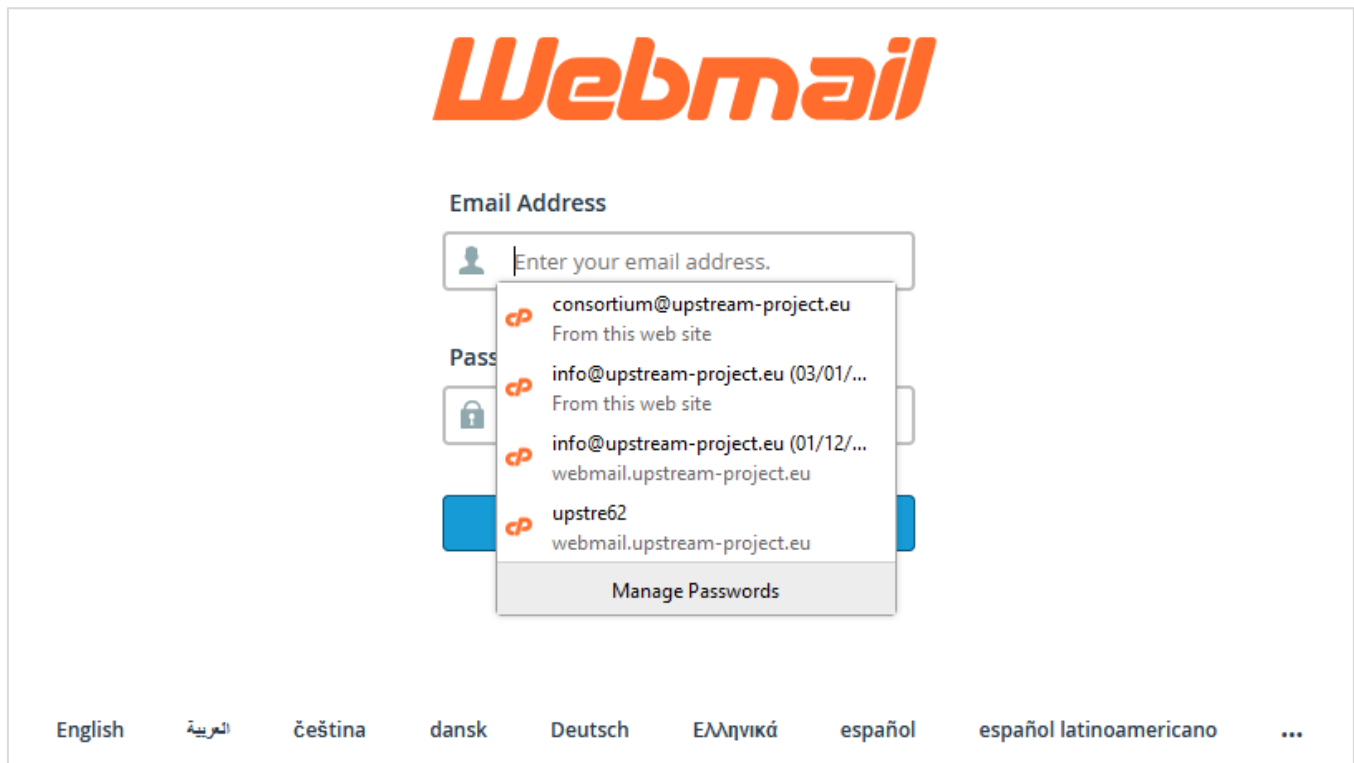 Webmail
Email Address
Enter your email address.
consortium@upstream-project.eu
From this web site
Pass
info@upstream-project.eu (03/01/...
From this web site
info@upstream-project.eu (01/12/...
webmail.upstream-project.eu
upstre62
webmail.upstream-project.eu
Manage Passwords
English العربية čeština dansk Deutsch Ελληνικά español español latinoamericano ...